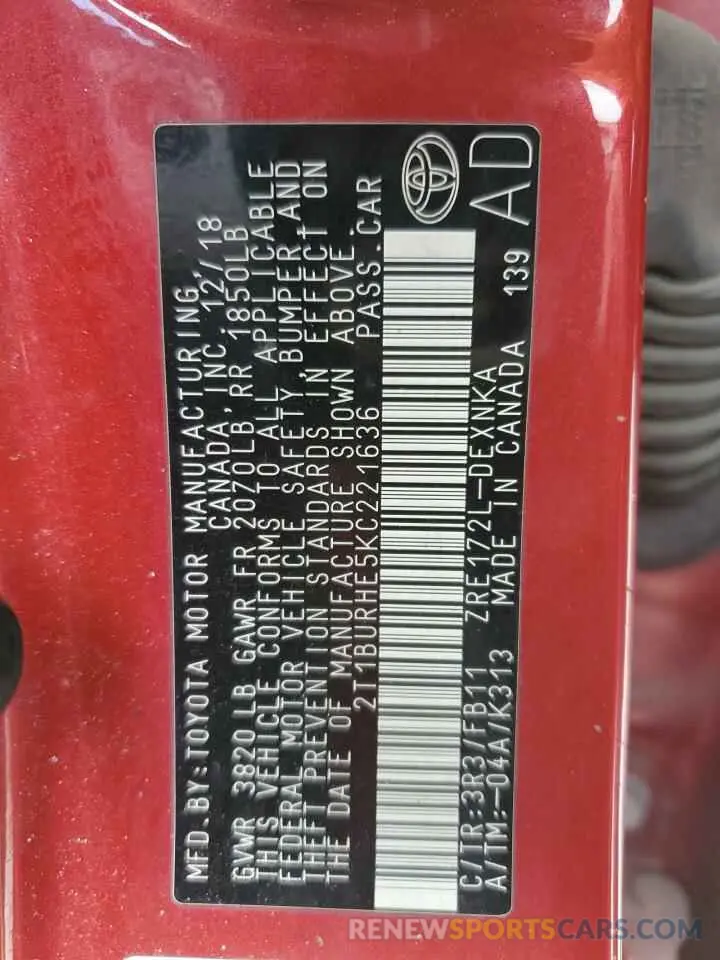 MFD. BY: TOYOTA MOTOR MANUFACTURING,
CANADA, INC. 12/18
GVWR 3820LB GAWR FR 2070LB, RR 1850LB
THIS VEHICLE CONFORMS TO ALL APPLICABLE
FEDERAL MOTOR VEHICLE SAFETY, BUMPER AND
THEFT PREVENTION STANDARDS IN EFFECT ON
THE DATE OF MANUFACTURE SHOWN ABOVE.
2T1BURHE5KC221636 PASS. CAR
C/TR:3R3/FB11 ZRE172L-DEXNKA 139 AD
A/TM:-04A/K313 MADE IN CANADA
RENEWSPORTSCARS.COM